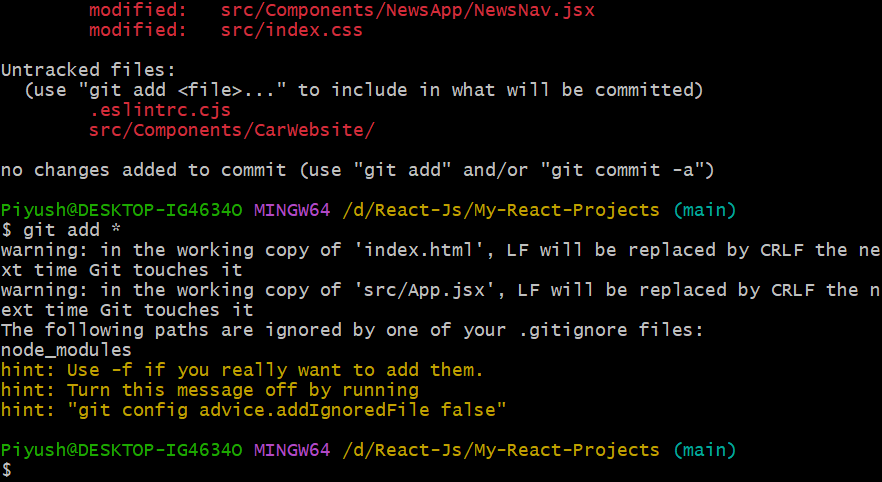 modified:   src/Components/NewsApp/NewsNav.jsx
modified:   src/index.css
Untracked files:
(use "git add <file>..." to include in what will be committed)
.eslintrc.cjs
src/Components/CarWebsite/
no changes added to commit (use "git add" and/or "git commit -a")
Piyush@DESKTOP-IG4634O MINGW64 /d/React-Js/My-React-Projects (main)
$ git add *
warning: in the working copy of 'index.html', LF will be replaced by CRLF the ne
xt time Git touches it
warning: in the working copy of 'src/App.jsx', LF will be replaced by CRLF the n
ext time Git touches it
The following paths are ignored by one of your .gitignore files:
node_modules
hint: Use -f if you really want to add them.
hint: Turn this message off by running
hint: "git config advice.addIgnoredFile false"
Piyush@DESKTOP-IG4634O MINGW64 /d/React-Js/My-React-Projects (main)
$